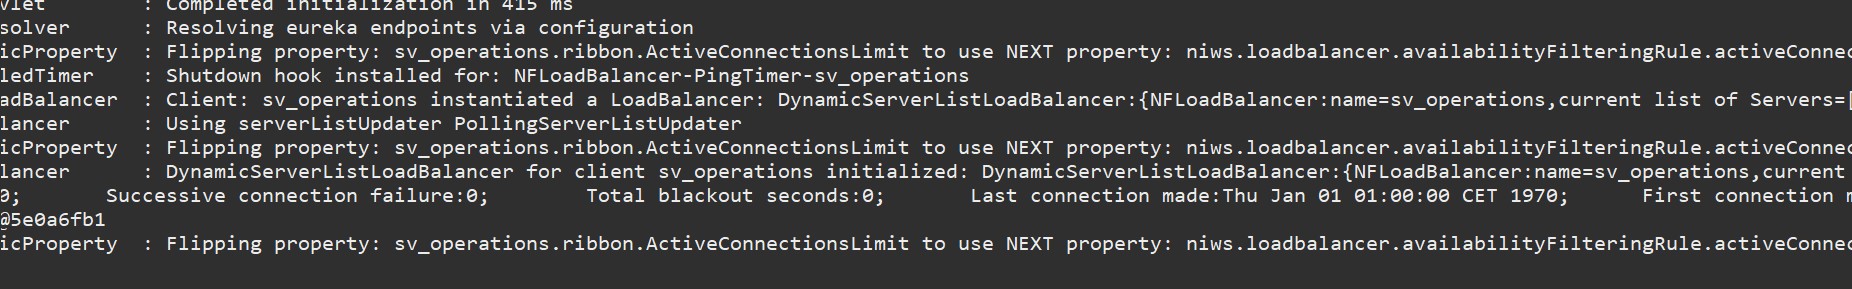 vlet : Completed initialization in 415 ms
solver : Resolving eureka endpoints via configuration
icProperty : Flipping property: sv_operations.ribbon.ActiveConnectionsLimit to use NEXT property: niws.loadbalancer.availabilityFilteringRule.activeConnec
ledTimer : Shutdown hook installed for: NFLoadBalancer-PingTimer-sv_operations
adBalancer : Client: sv_operations instantiated a LoadBalancer: DynamicServerListLoadBalancer:{NFLoadBalancer:name=sv_operations,current list of Servers=[
lancer : Using serverListUpdater PollingServerListUpdater
icProperty : Flipping property: sv_operations.ribbon.ActiveConnectionsLimit to use NEXT property: niws.loadbalancer.availabilityFilteringRule.activeConnec
lancer : DynamicServerListLoadBalancer for client sv_operations initialized: DynamicServerListLoadBalancer:{NFLoadBalancer:name=sv_operations,current
0; Successive connection failure:0; Total blackout seconds:0; Last connection made:Thu Jan 01 01:00:00 CET 1970; First connection m
@5e0a6fb1
icProperty : Flipping property: sv_operations.ribbon.ActiveConnectionsLimit to use NEXT property: niws.loadbalancer.availabilityFilteringRule.activeConnec